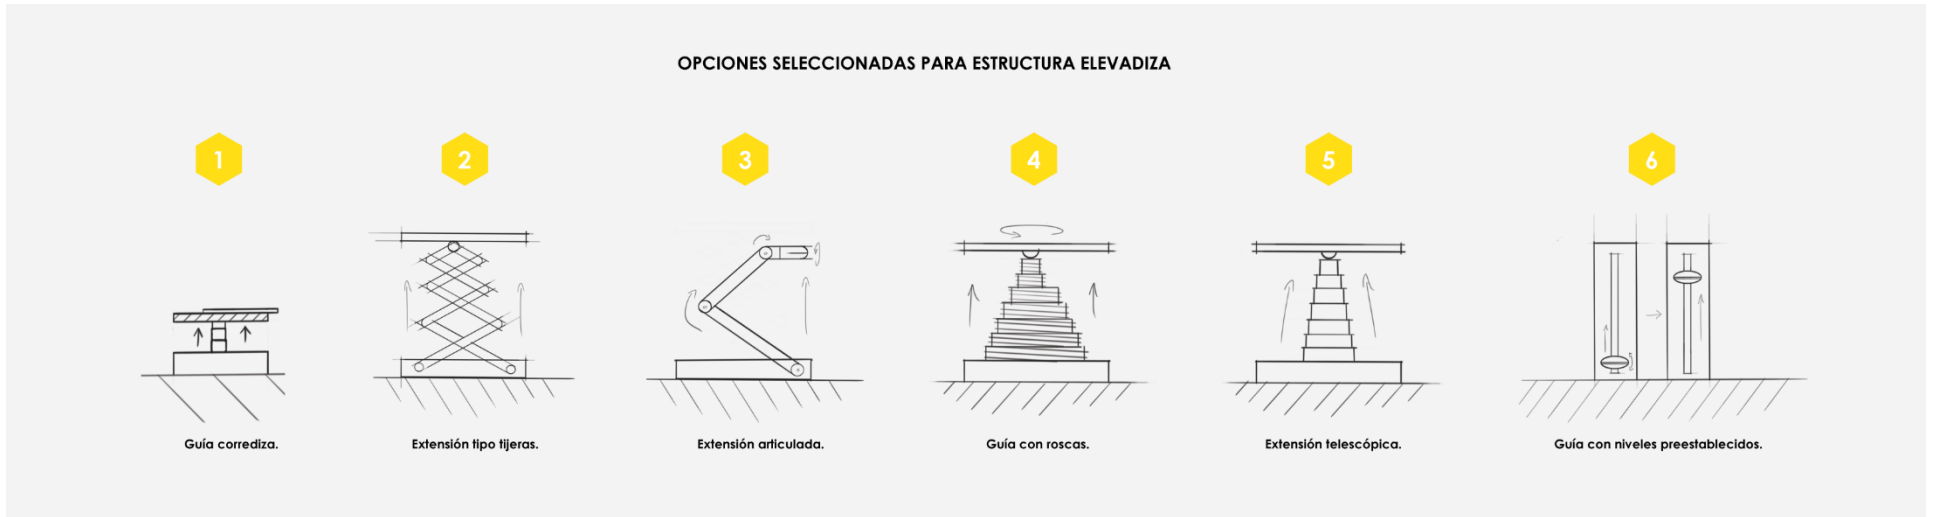 OPCIONES SELECCIONADAS PARA ESTRUCTURA ELEVADIZA
1
2
3
4
5
6
Guía corrediza.
Extensión tipo tijeras.
Extensión articulada.
Guía con roscas.
Extensión telescópica.
Guía con niveles preestablecidos.